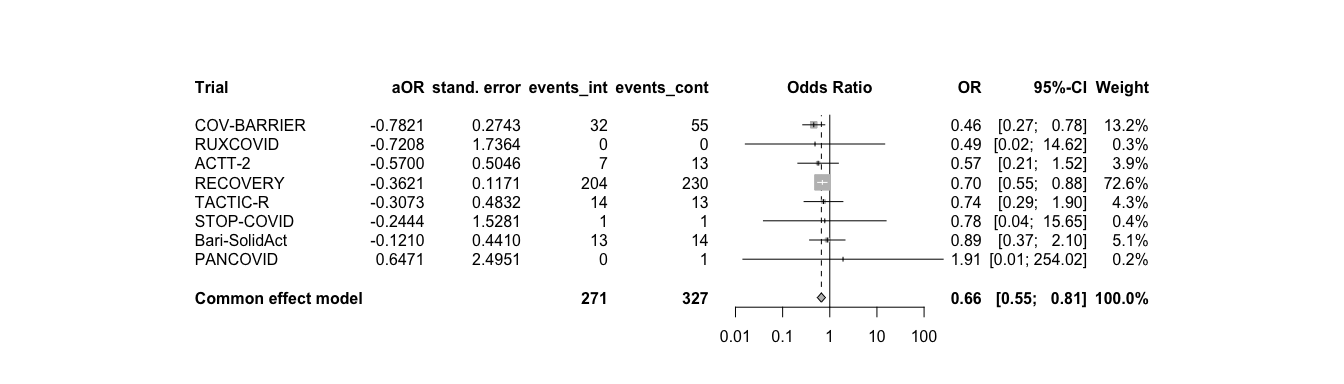 Trial aOR stand. error events_int events_cont Odds Ratio OR 95%-CI Weight
COV-BARRIER -0.7821 0.2743 32 55 0.46 [0.27; 0.78] 13.2%
RUXCOVID -0.7208 1.7364 0 0 0.49 [0.02; 14.62] 0.3%
ACTT-2 -0.5700 0.5046 7 13 0.57 [0.21; 1.52] 3.9%
RECOVERY -0.3621 0.1171 204 230 0.70 [0.55; 0.88] 72.6%
TACTIC-R -0.3073 0.4832 14 13 0.74 [0.29; 1.90] 4.3%
STOP-COVID -0.2444 1.5281 1 1 0.78 [0.04; 15.65] 0.4%
Bari-SolidAct -0.1210 0.4410 13 14 0.89 [0.37; 2.10] 5.1%
PANCOVID 0.6471 2.4951 0 1 1.91 [0.01; 254.02] 0.2%
Common effect model 271 327 0.66 [0.55; 0.81] 100.0%
0.01 0.1 1 10 100